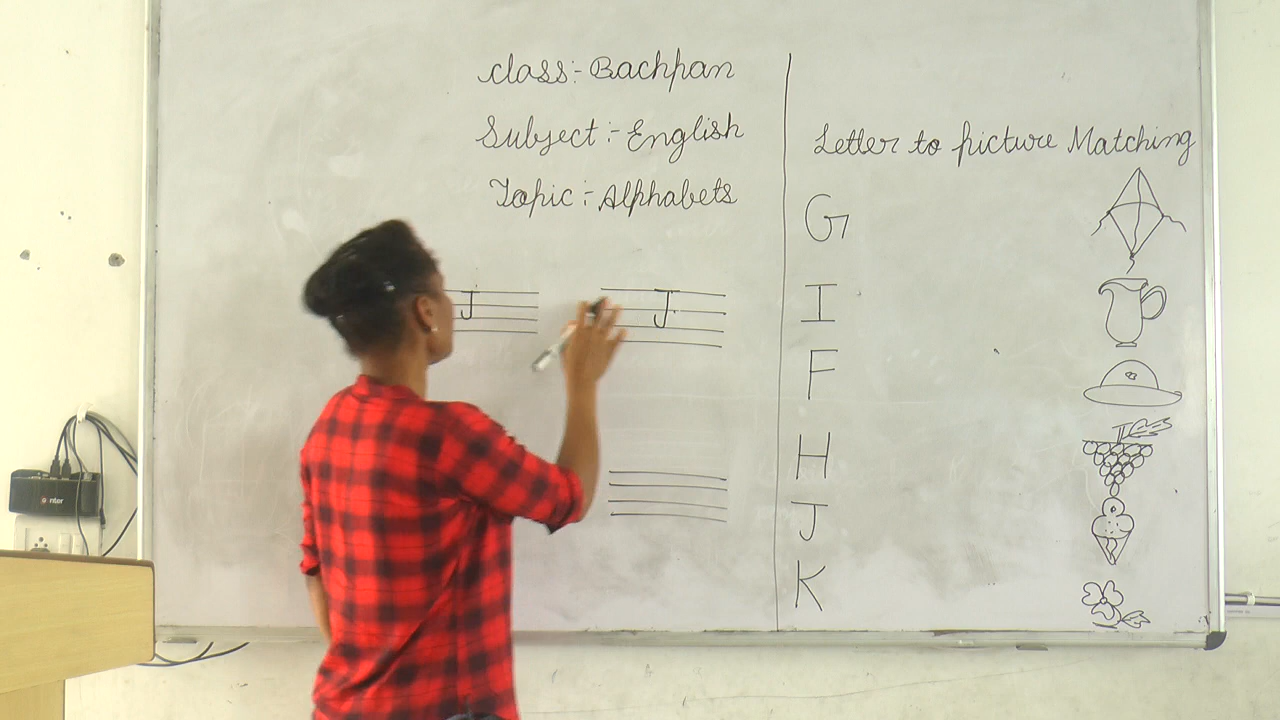 Class:- Bachpan
Subject:- English
Topic:- Alphabets
J J
Letter to picture Matching
G
I
F
H
J
K